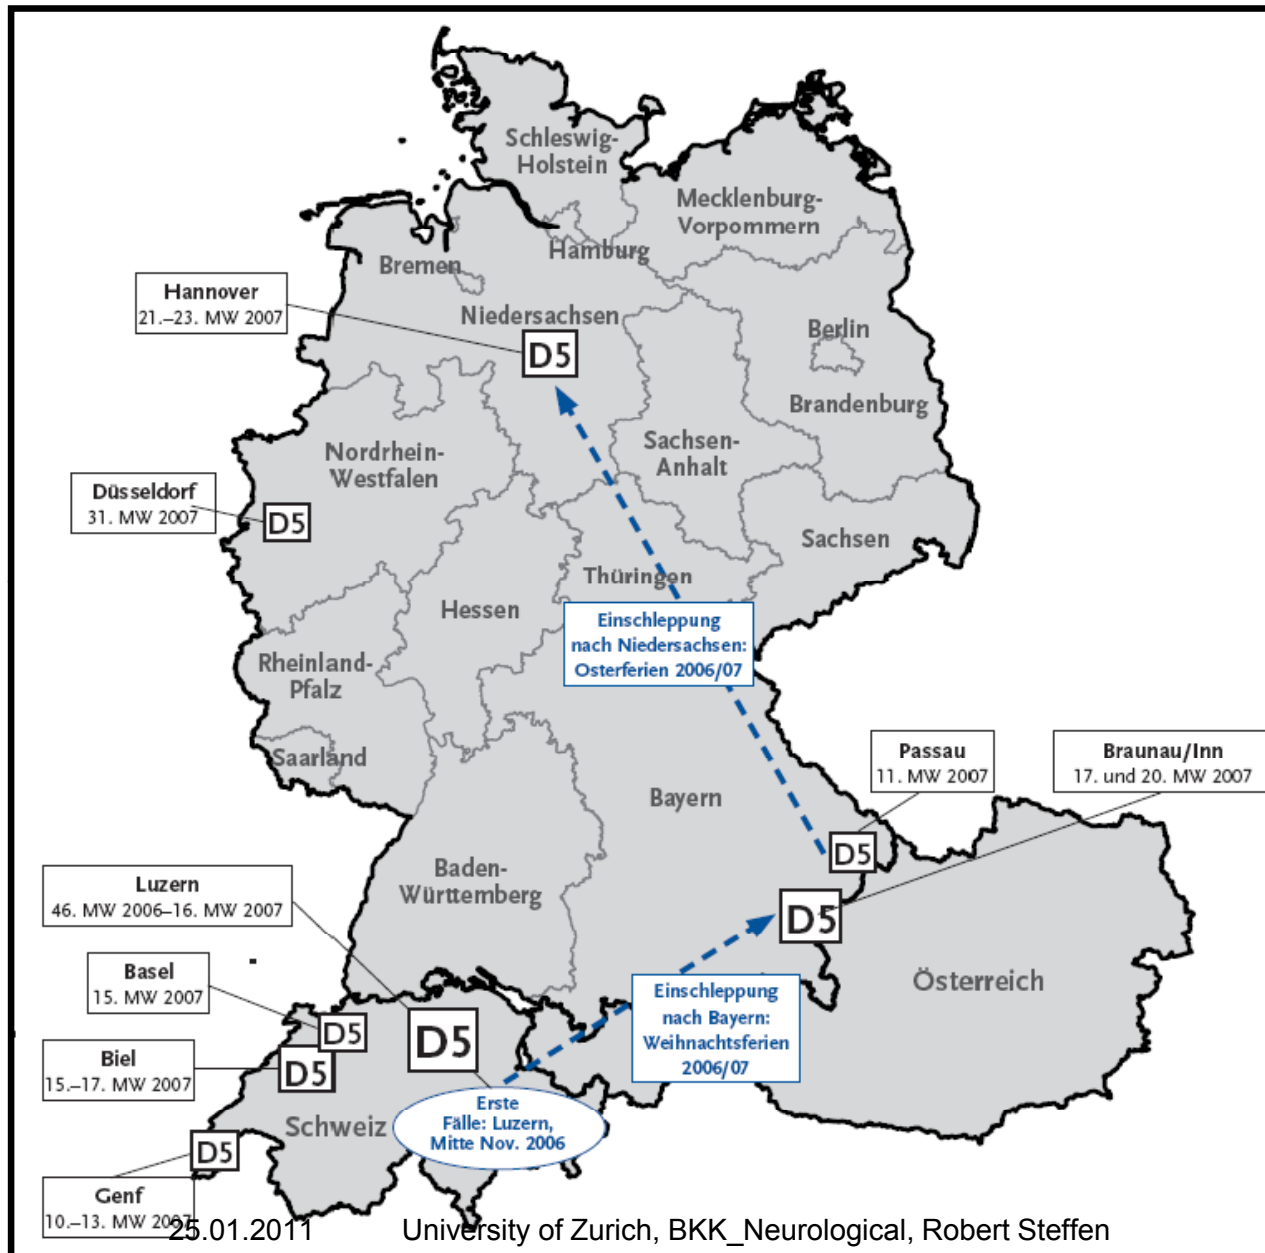 Schleswig-
Holstein
Mecklenburg-
Vorpommern
Hamburg
Bremen
Hannover
21.–23. MW 2007
Niedersachsen
D5
Berlin
Brandenburg
Nordrhein-
Westfalen
Sachsen-
Anhalt
Düsseldorf
31. MW 2007
D5
Sachsen
Thüringen
Hessen
Einschleppung
nach Niedersachsen:
Osterferien 2006/07
Rheinland-
Pfalz
Saarland
Passau
11. MW 2007
Braunau/Inn
17. und 20. MW 2007
Bayern
D5
Baden-
Württemberg
Luzern
46. MW 2006–16. MW 2007
D5
Basel
15. MW 2007
Österreich
Einschleppung
nach Bayern:
Weihnachtsferien
2006/07
D5
D5
Biel
15.–17. MW 2007
D5
Erste
Fälle: Luzern,
Mitte Nov. 2006
Schweiz
D5
Genf
10.–13. MW 2007
25.01.2011
University of Zurich, BKK_Neurological, Robert Steffen